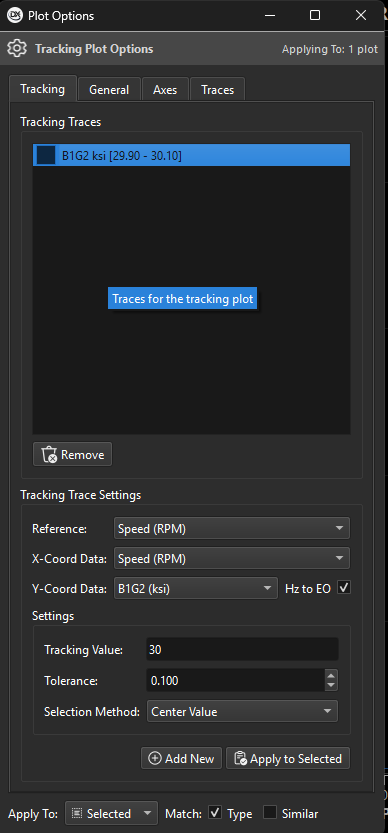 DX Plot Options
Tracking Plot Options Applying To: 1 plot
Tracking General Axes Traces
Tracking Traces
B1G2 ksi [29.90 - 30.10]
Traces for the tracking plot
Remove
Tracking Trace Settings
Reference: Speed (RPM)
X-Coord Data: Speed (RPM)
Y-Coord Data: B1G2 (ksi) Hz to EO
Settings
Tracking Value: 30
Tolerance: 0.100
Selection Method: Center Value
Add New Apply to Selected
Apply To: Selected Match: Type Similar